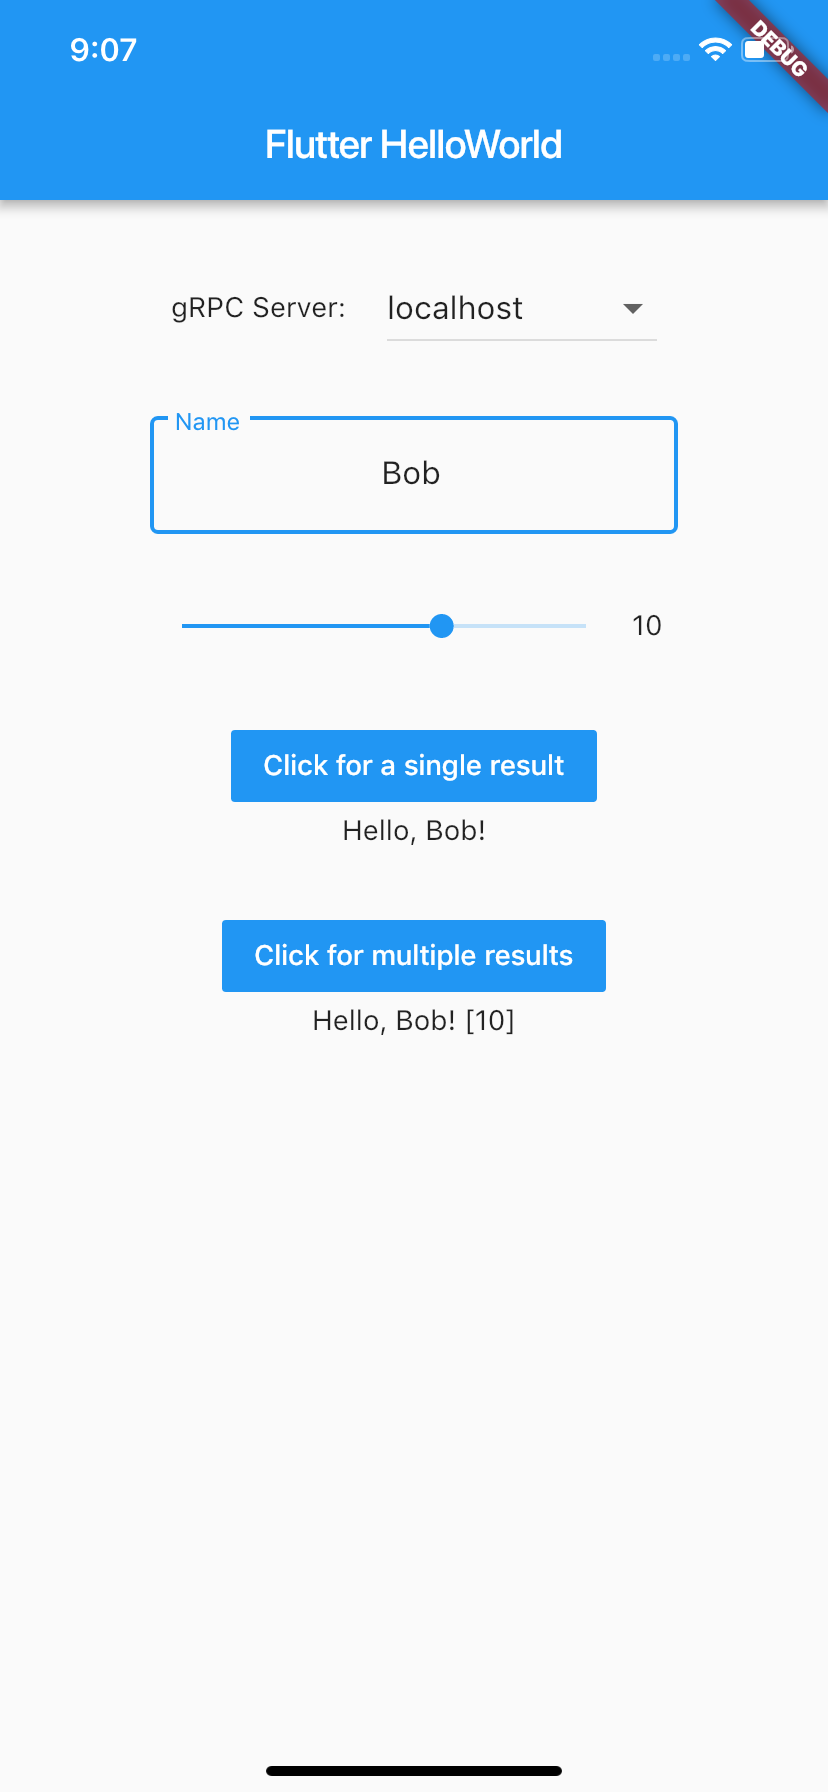 9:07
DEBUG
Flutter HelloWorld
gRPC Server: localhost
Name
Bob
10
Click for a single result
Hello, Bob!
Click for multiple results
Hello, Bob! [10]